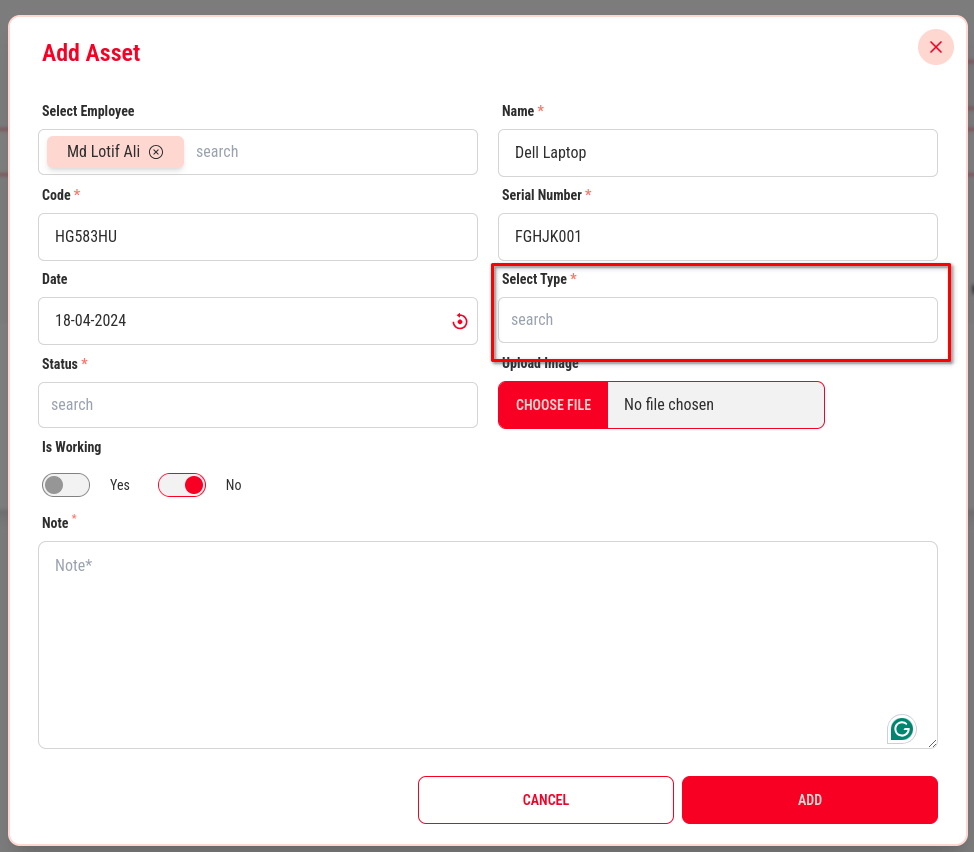 Add Asset
Select Employee
Name *
Md Lotif Ali search
Dell Laptop
Code *
Serial Number *
HG583HU
FGHJK001
Date
Select Type *
18-04-2024
search
Status *
Upload Image
search
CHOOSE FILE No file chosen
Is Working
Yes No
Note *
Note*
CANCEL ADD